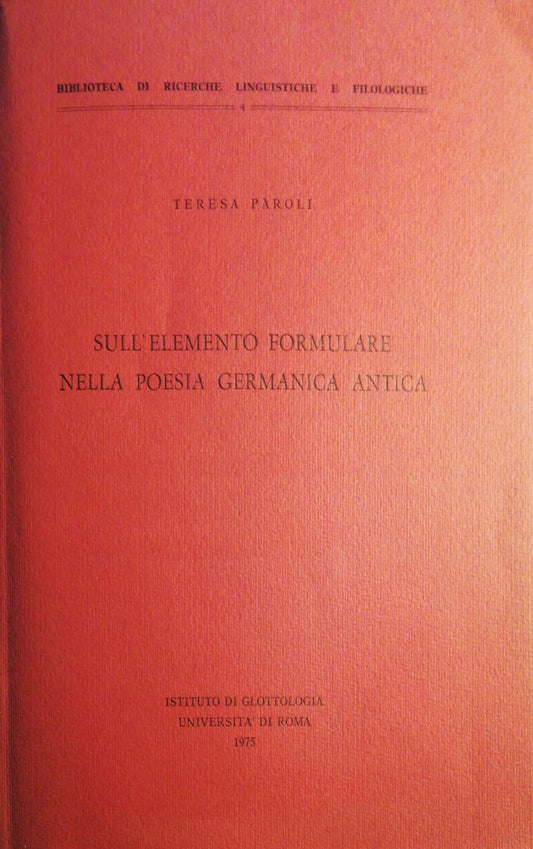 BIBLIOTECA DI RICERCHE LINGUISTICHE E FILOLOGICHE
4
TERESA PÀROLI
SULL'ELEMENTO FORMULARE
NELLA POESIA GERMANICA ANTICA
ISTITUTO DI GLOTTOLOGIA
UNIVERSITA' DI ROMA
1975